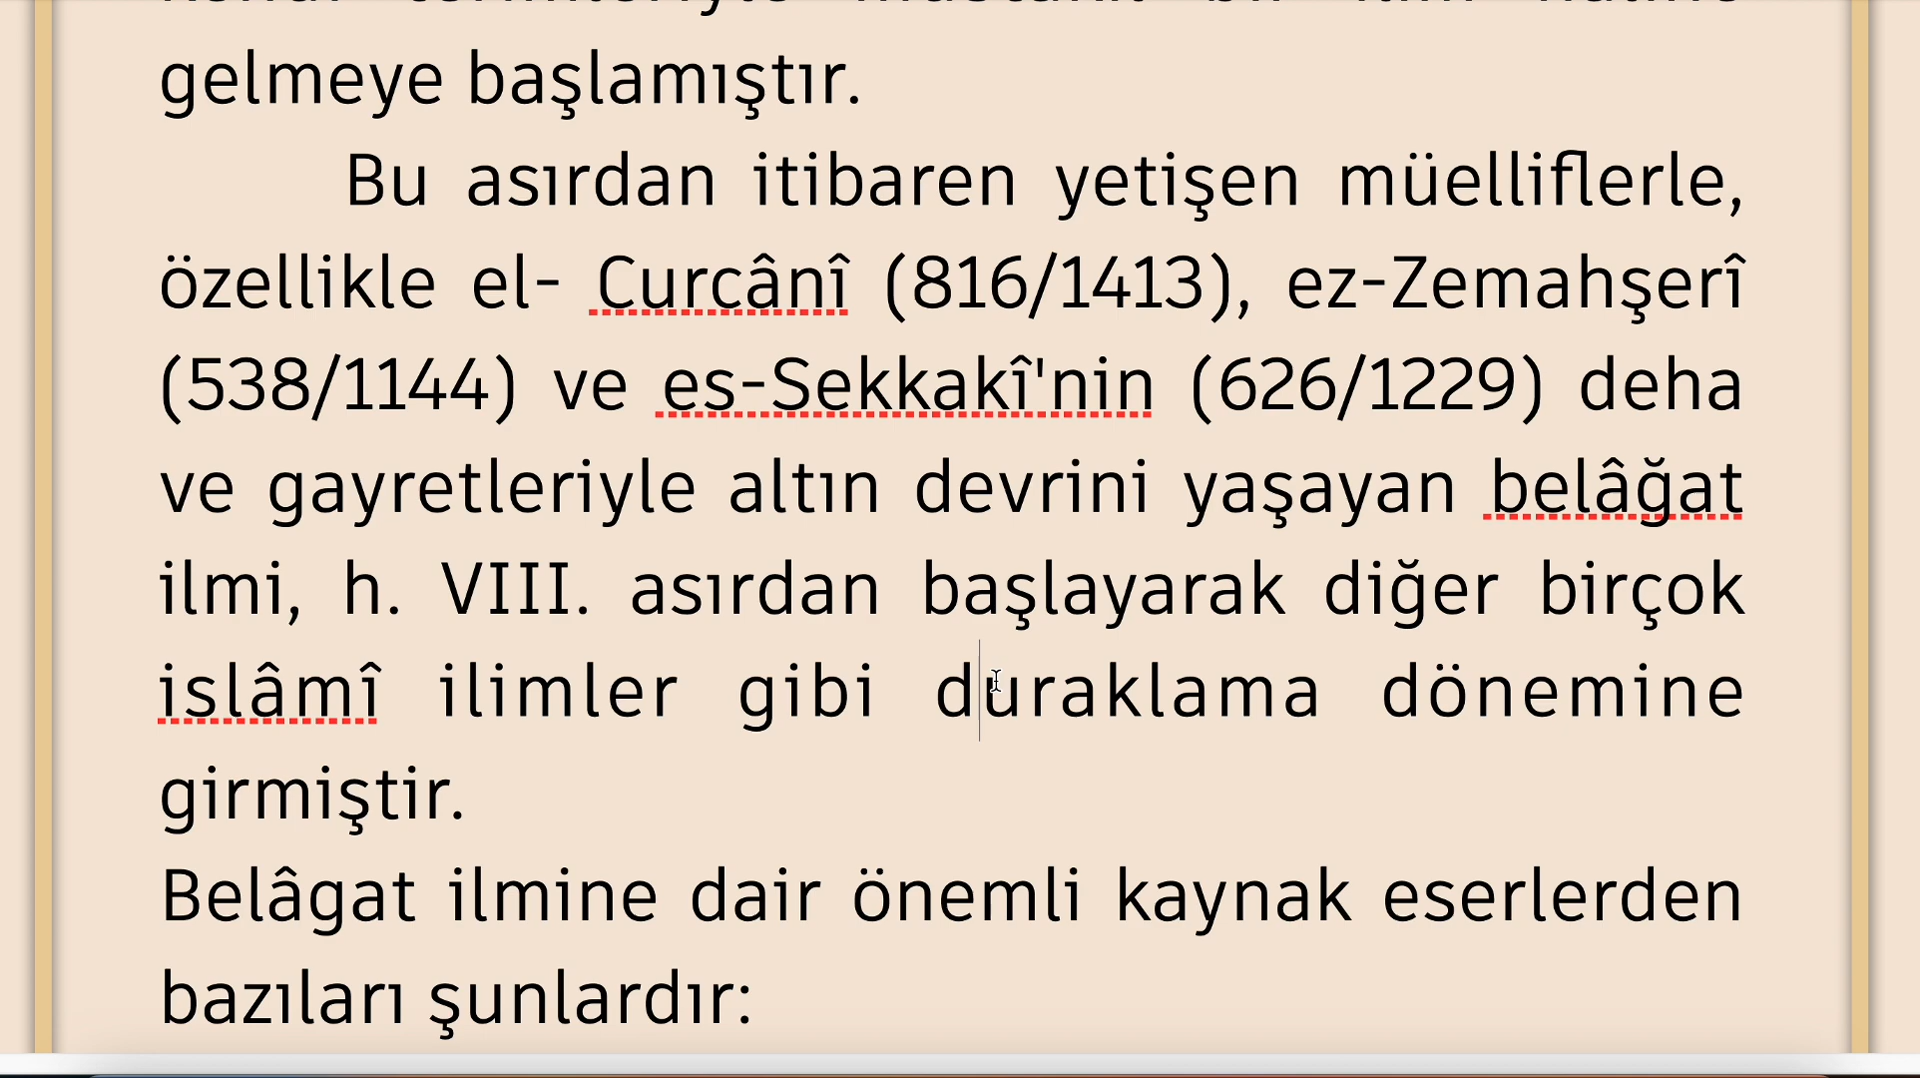 gelmeye başlamıştır.
Bu asırdan itibaren yetişen müelliflerle,
özellikle el- Curcânî (816/1413), ez-Zemahşerî
(538/1144) ve es-Sekkakî'nin (626/1229) deha
ve gayretleriyle altın devrini yaşayan belâğat
ilmi, h. VIII. asırdan başlayarak diğer birçok
islâmî ilimler gibi duraklama dönemine
girmiştir.
Belâgat ilmine dair önemli kaynak eserlerden
bazıları şunlardır: